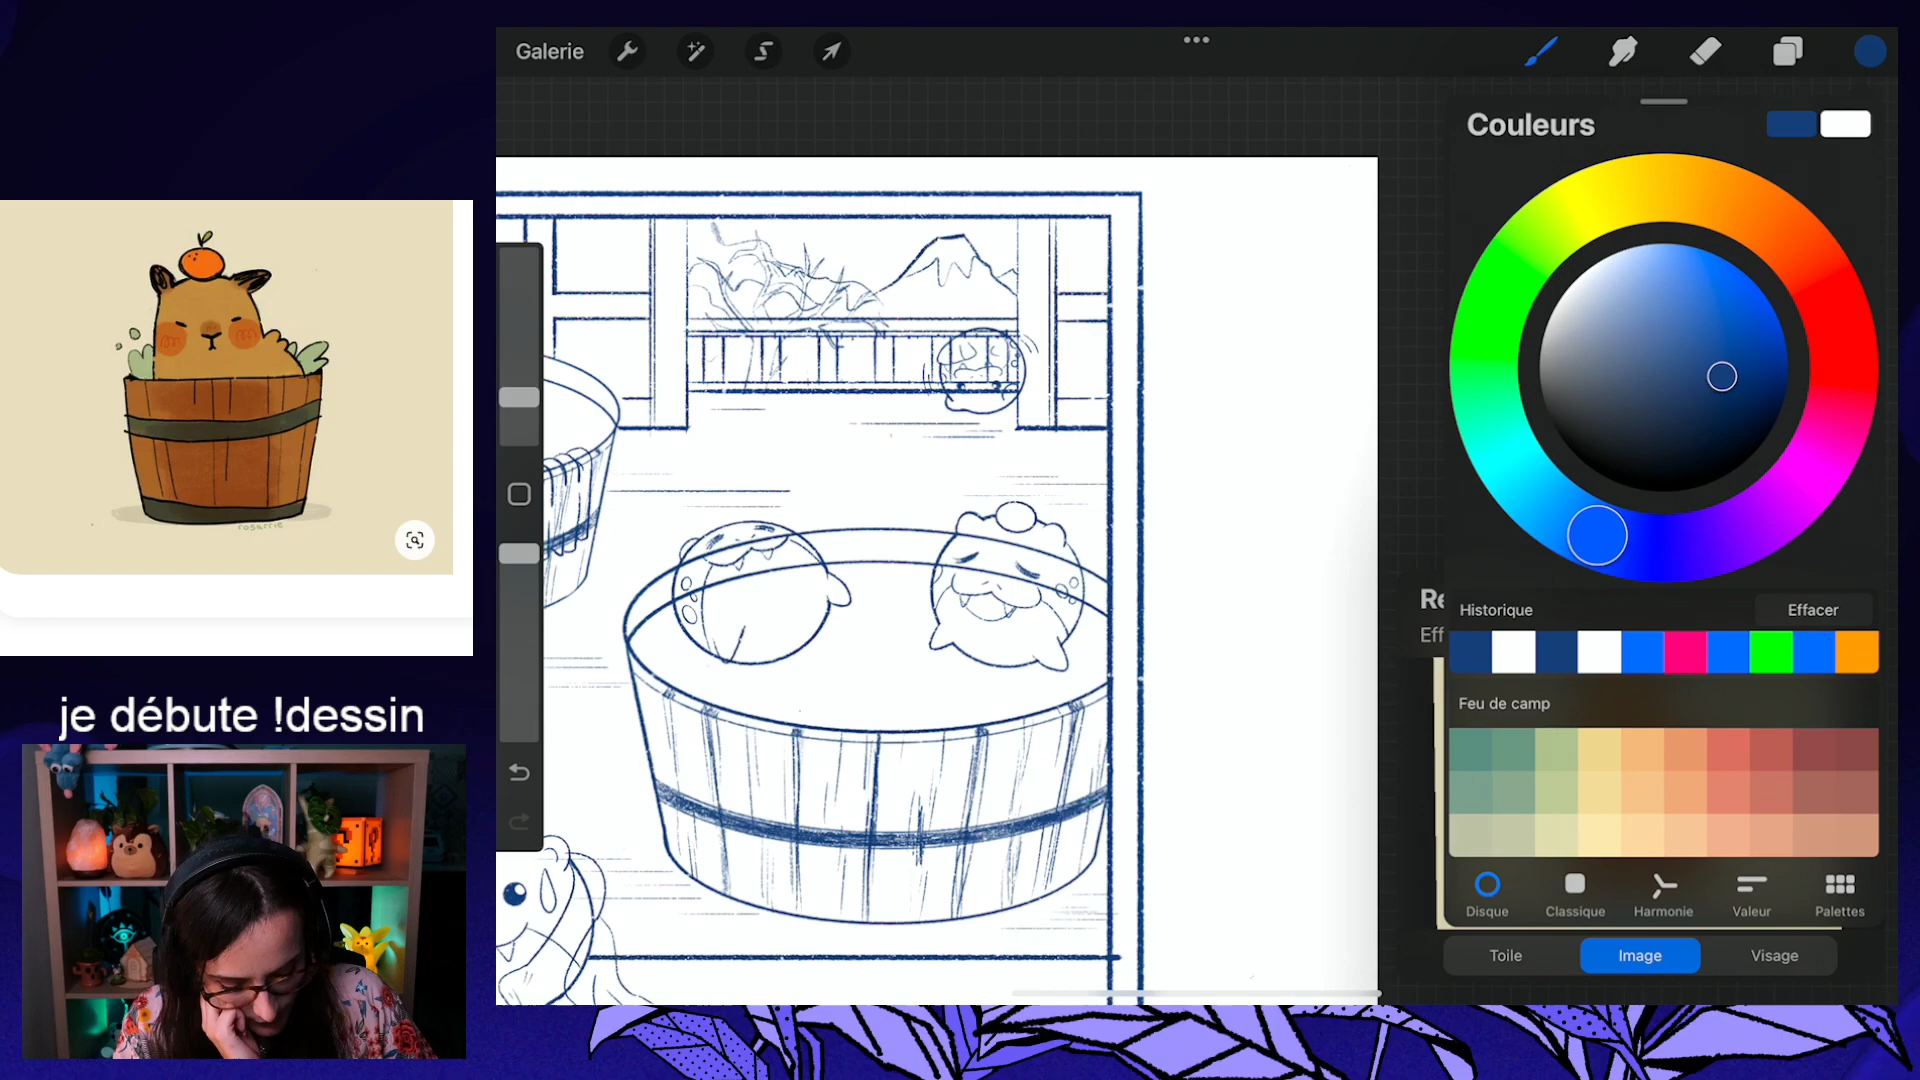 Galerie
Couleurs
rosarrie
Re
Eff
Historique
Effacer
Feu de camp
je débute !dessin
Disque
Classique
Harmonie
Valeur
Palettes
Toile
Image
Visage